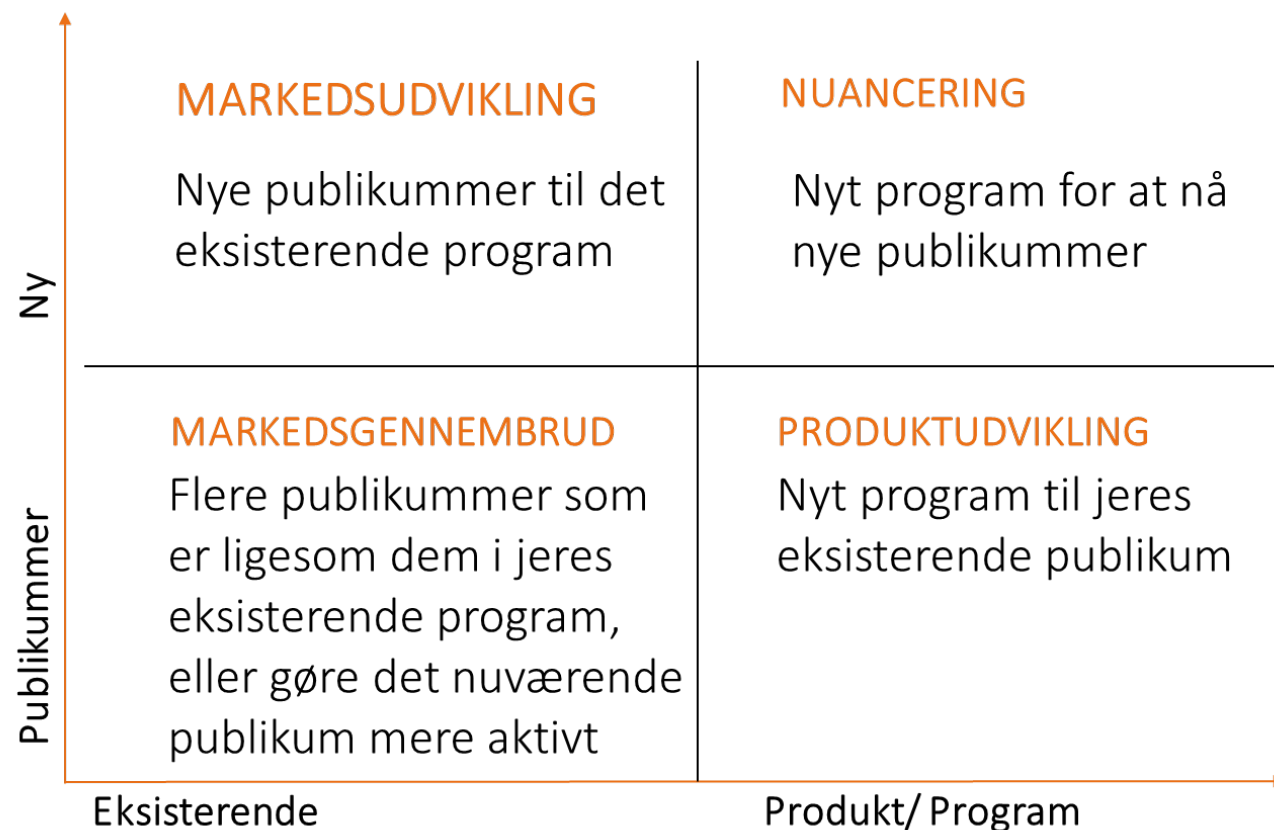 MARKEDSUDVIKLING
Nye publikummer til det
eksisterende program
NUANCERING
Nyt program for at nå
nye publikummer
MARKEDSGENNEMBRUD
Flere publikummer som
er ligesom dem i jeres
eksisterende program,
eller gøre det nuværende
publikum mere aktivt
PRODUKTUDVIKLING
Nyt program til jeres
eksisterende publikum
Ny
Publikummer
Eksisterende
Produkt/ Program